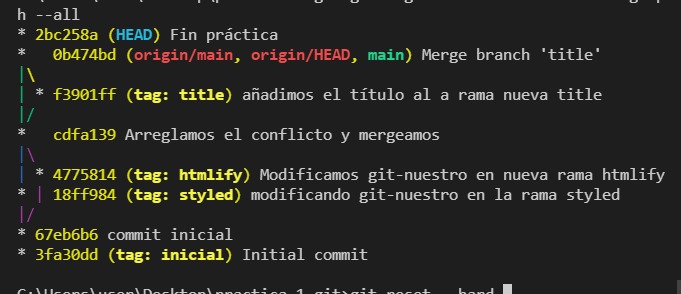 h --all
* 2bc258a (HEAD) Fin práctica
*   0b474bd (origin/main, origin/HEAD, main) Merge branch 'title'
|\
| * f3901ff (tag: title) añadimos el título al a rama nueva title
|/
*   cdfa139 Arreglamos el conflicto y mergeamos
|\
| * 4775814 (tag: htmlify) Modificamos git-nuestro en nueva rama htmlify
* | 18ff984 (tag: styled) modificando git-nuestro en la rama styled
|/
* 67eb6b6 commit inicial
* 3fa30dd (tag: inicial) Initial commit
C:\Users\user\Desktop\practica-1-git>git reset --hard